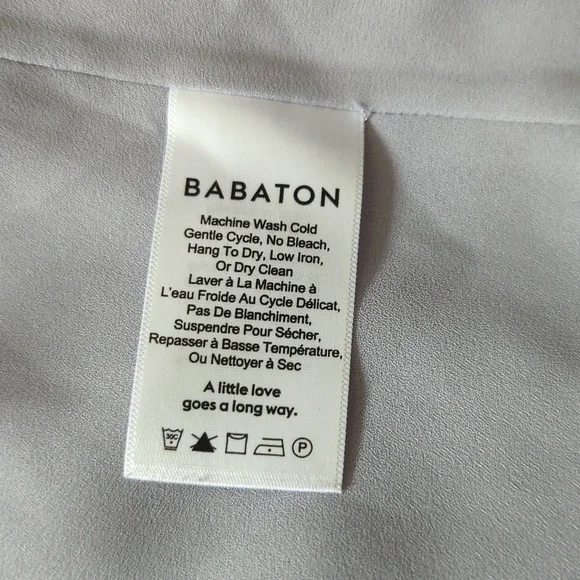 BABATON
Machine Wash Cold
Gentle Cycle, No Bleach,
Hang To Dry, Low Iron,
Or Dry Clean
Laver à La Machine à
L'eau Froide Au Cycle Délicat,
Pas De Blanchiment,
Suspendre Pour Sécher,
Repasser à Basse Température,
Ou Nettoyer à Sec
A little love
goes a long way.
30C P